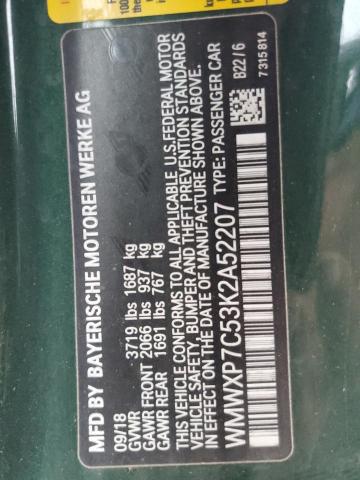 MFD BY BAYERISCHE MOTOREN WERKE AG
09/18
GVWR 3719 lbs 1687 kg
GAWR FRONT 2066 lbs 937 kg
GAWR REAR 1691 lbs 767 kg
THIS VEHICLE CONFORMS TO ALL APPLICABLE U.S.FEDERAL MOTOR
VEHICLE SAFETY, BUMPER AND THEFT PREVENTION STANDARDS
IN EFFECT ON THE DATE OF MANUFACTURE SHOWN ABOVE.
WMWXP7C53K2A52207 TYPE: PASSENGER CAR
B22/6
7315814